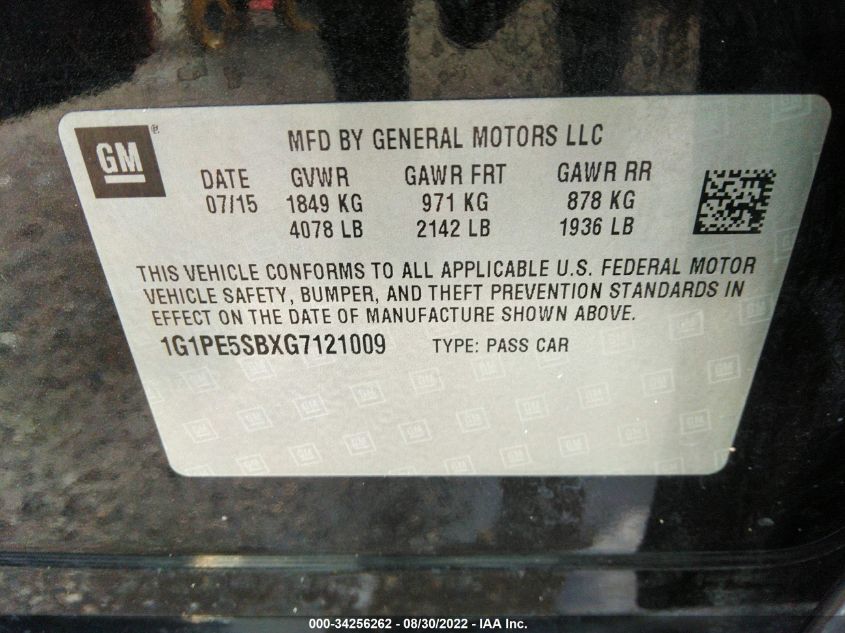 GM ®
MFD BY GENERAL MOTORS LLC
DATE GVWR GAWR FRT GAWR RR
07/15 1849 KG 971 KG 878 KG
4078 LB 2142 LB 1936 LB
THIS VEHICLE CONFORMS TO ALL APPLICABLE U.S. FEDERAL MOTOR
VEHICLE SAFETY, BUMPER, AND THEFT PREVENTION STANDARDS IN
EFFECT ON THE DATE OF MANUFACTURE SHOWN ABOVE.
1G1PE5SBXG7121009 TYPE: PASS CAR
000-34256262 - 08/30/2022 - IAA Inc.